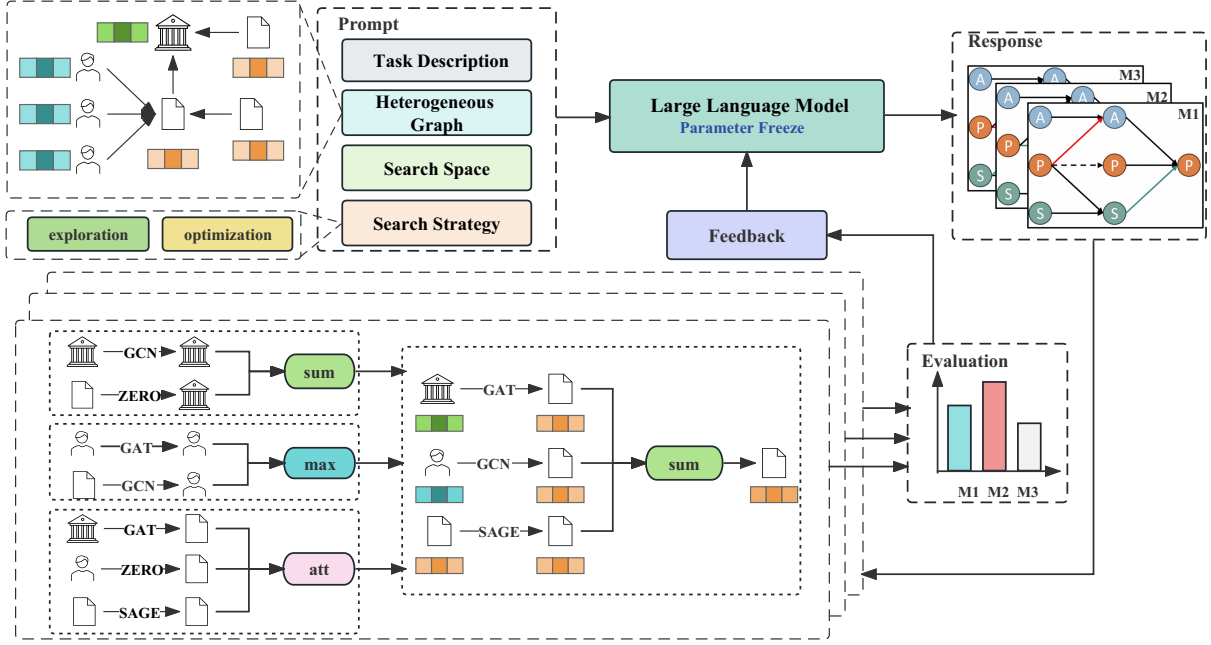 Prompt
Task Description
Heterogeneous
Graph
Search Space
Search Strategy
exploration
optimization
Large Language Model
Parameter Freeze
Feedback
Response
M3
A
A
M2
A
A
M1
A
A
P
P
P
P
P
S
S
S
S
GCN
ZERO
sum
GAT
GCN
max
GAT
ZERO
SAGE
att
GAT
GCN
SAGE
sum
Evaluation
M1 M2 M3